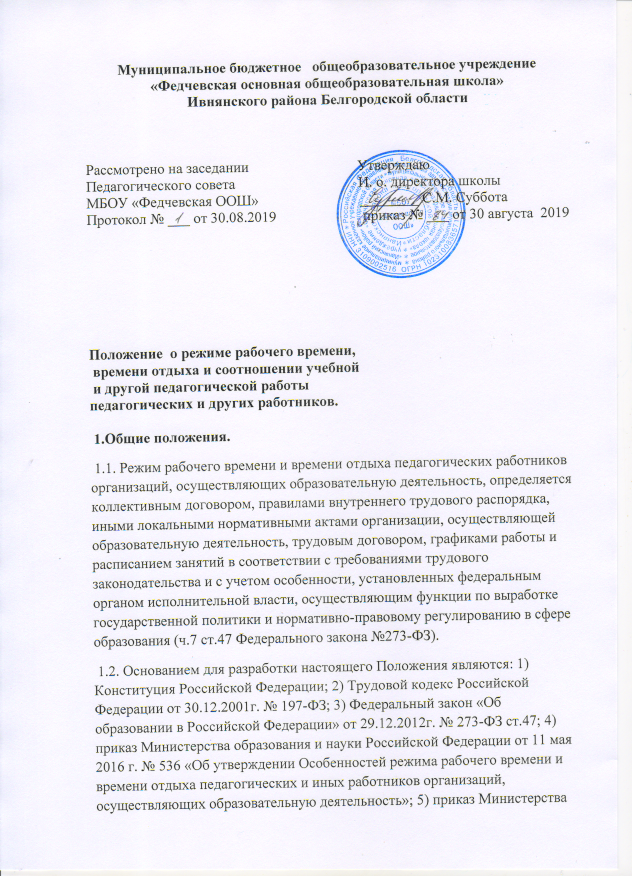 Муниципальное бюджетное общеобразовательное учреждение
«Федчевская основная общеобразовательная школа»
Ивнянского района Белгородской области
Рассмотрено на заседании
Педагогического совета
МБОУ «Федчевская ООШ»
Протокол № 1 от 30.08.2019
Утверждаю
И. о. директора школы
С.М. Суббота
приказ № от 30 августа 2019
ООШ»
Положение о режиме рабочего времени,
времени отдыха и соотношении учебной
и другой педагогической работы
педагогических и других работников.
1.Общие положения.
1.1. Режим рабочего времени и времени отдыха педагогических работников
организаций, осуществляющих образовательную деятельность, определяется
коллективным договором, правилами внутреннего трудового распорядка,
иными локальными нормативными актами организации, осуществляющей
образовательную деятельность, трудовым договором, графиками работы и
расписанием занятий в соответствии с требованиями трудового
законодательства и с учетом особенности, установленных федеральным
органом исполнительной власти, осуществляющим функции по выработке
государственной политики и нормативно-правовому регулированию в сфере
образования (ч.7 ст.47 Федерального закона №273-ФЗ).
1.2. Основанием для разработки настоящего Положения являются: 1)
Конституция Российской Федерации; 2) Трудовой кодекс Российской
Федерации от 30.12.2001г. № 197-ФЗ; 3) Федеральный закон «Об
образовании в Российской Федерации» от 29.12.2012г. № 273-ФЗ ст.47; 4)
приказ Министерства образования и науки Российской Федерации от 11 мая
2016 г. № 536 «Об утверждении Особенностей режима рабочего времени и
времени отдыха педагогических и иных работников организаций,
осуществляющих образовательную деятельность»; 5) приказ Министерства